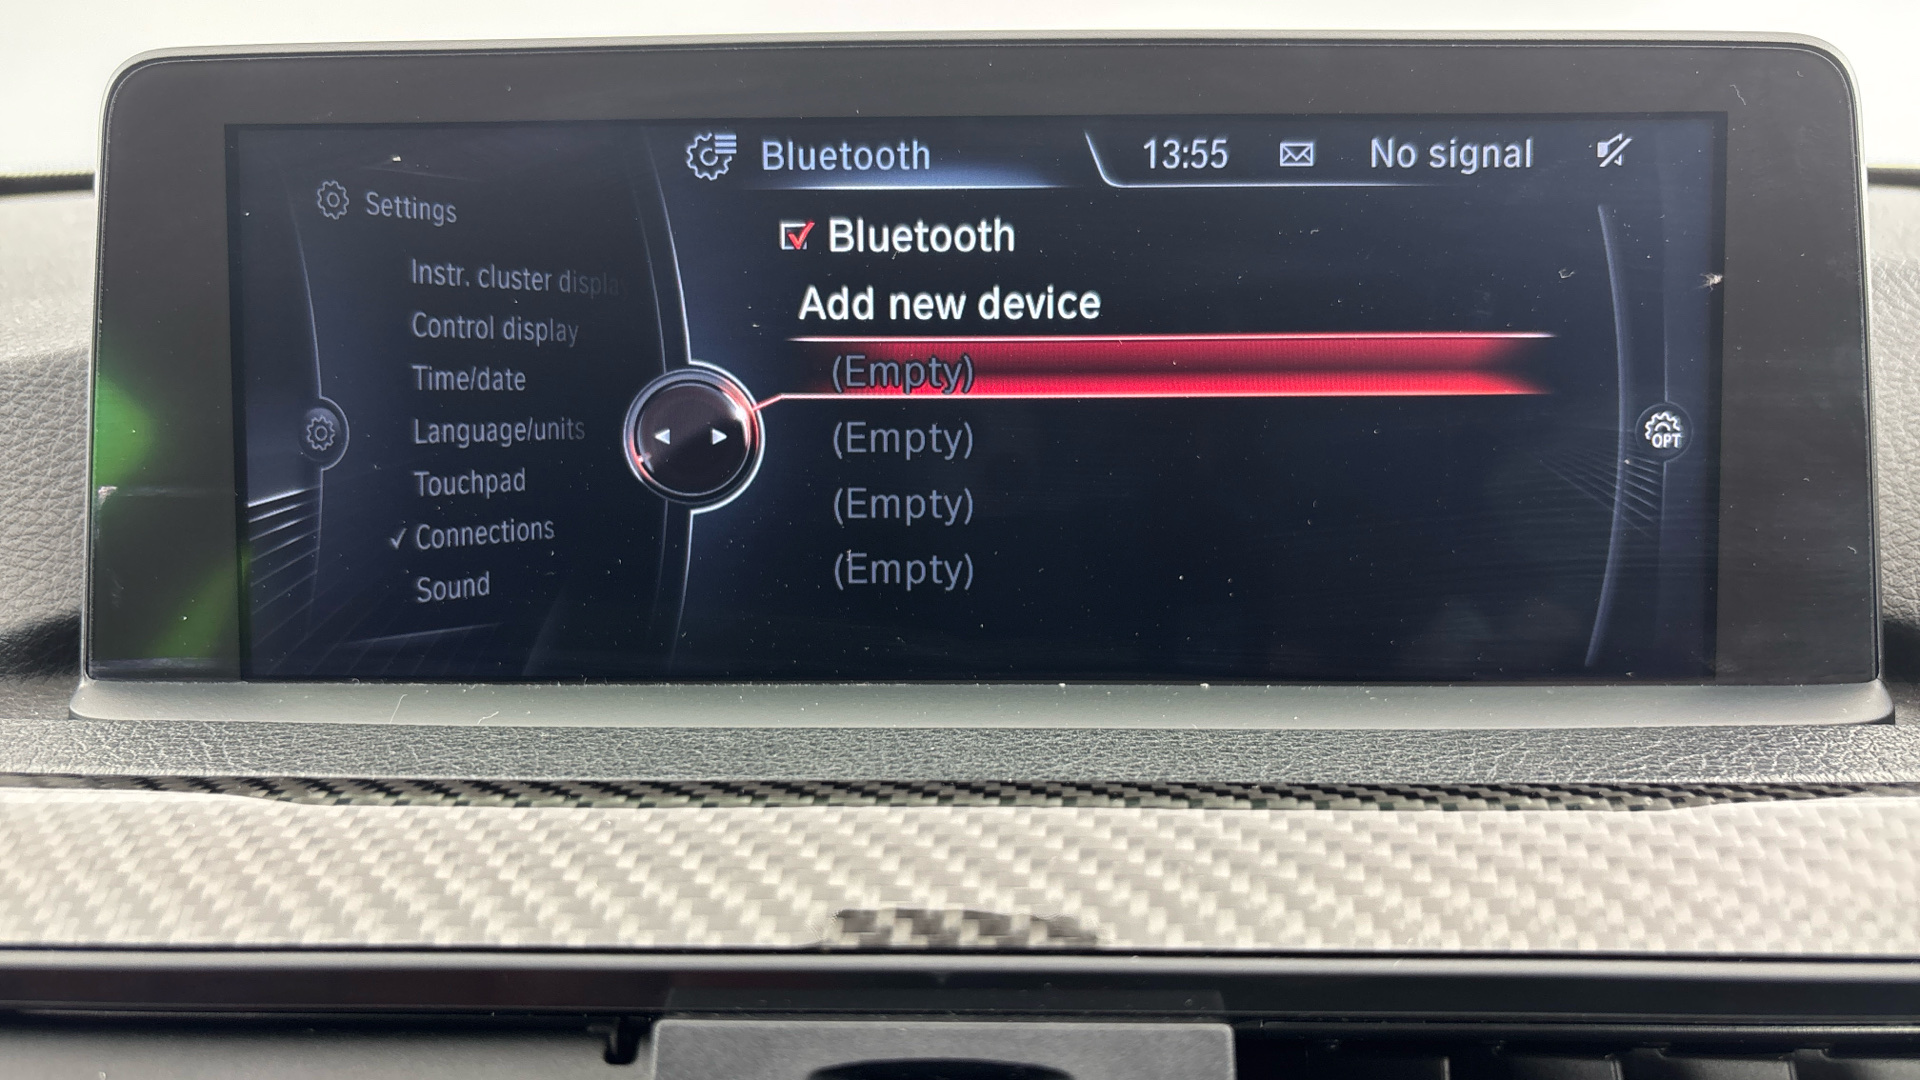 Bluetooth
13:55
No signal
Settings
Instr. cluster displa
Control display
Time/date
Language/units
Touchpad
Connections
Sound
Bluetooth
Add new device
(Empty)
(Empty)
(Empty)
(Empty)
OPT